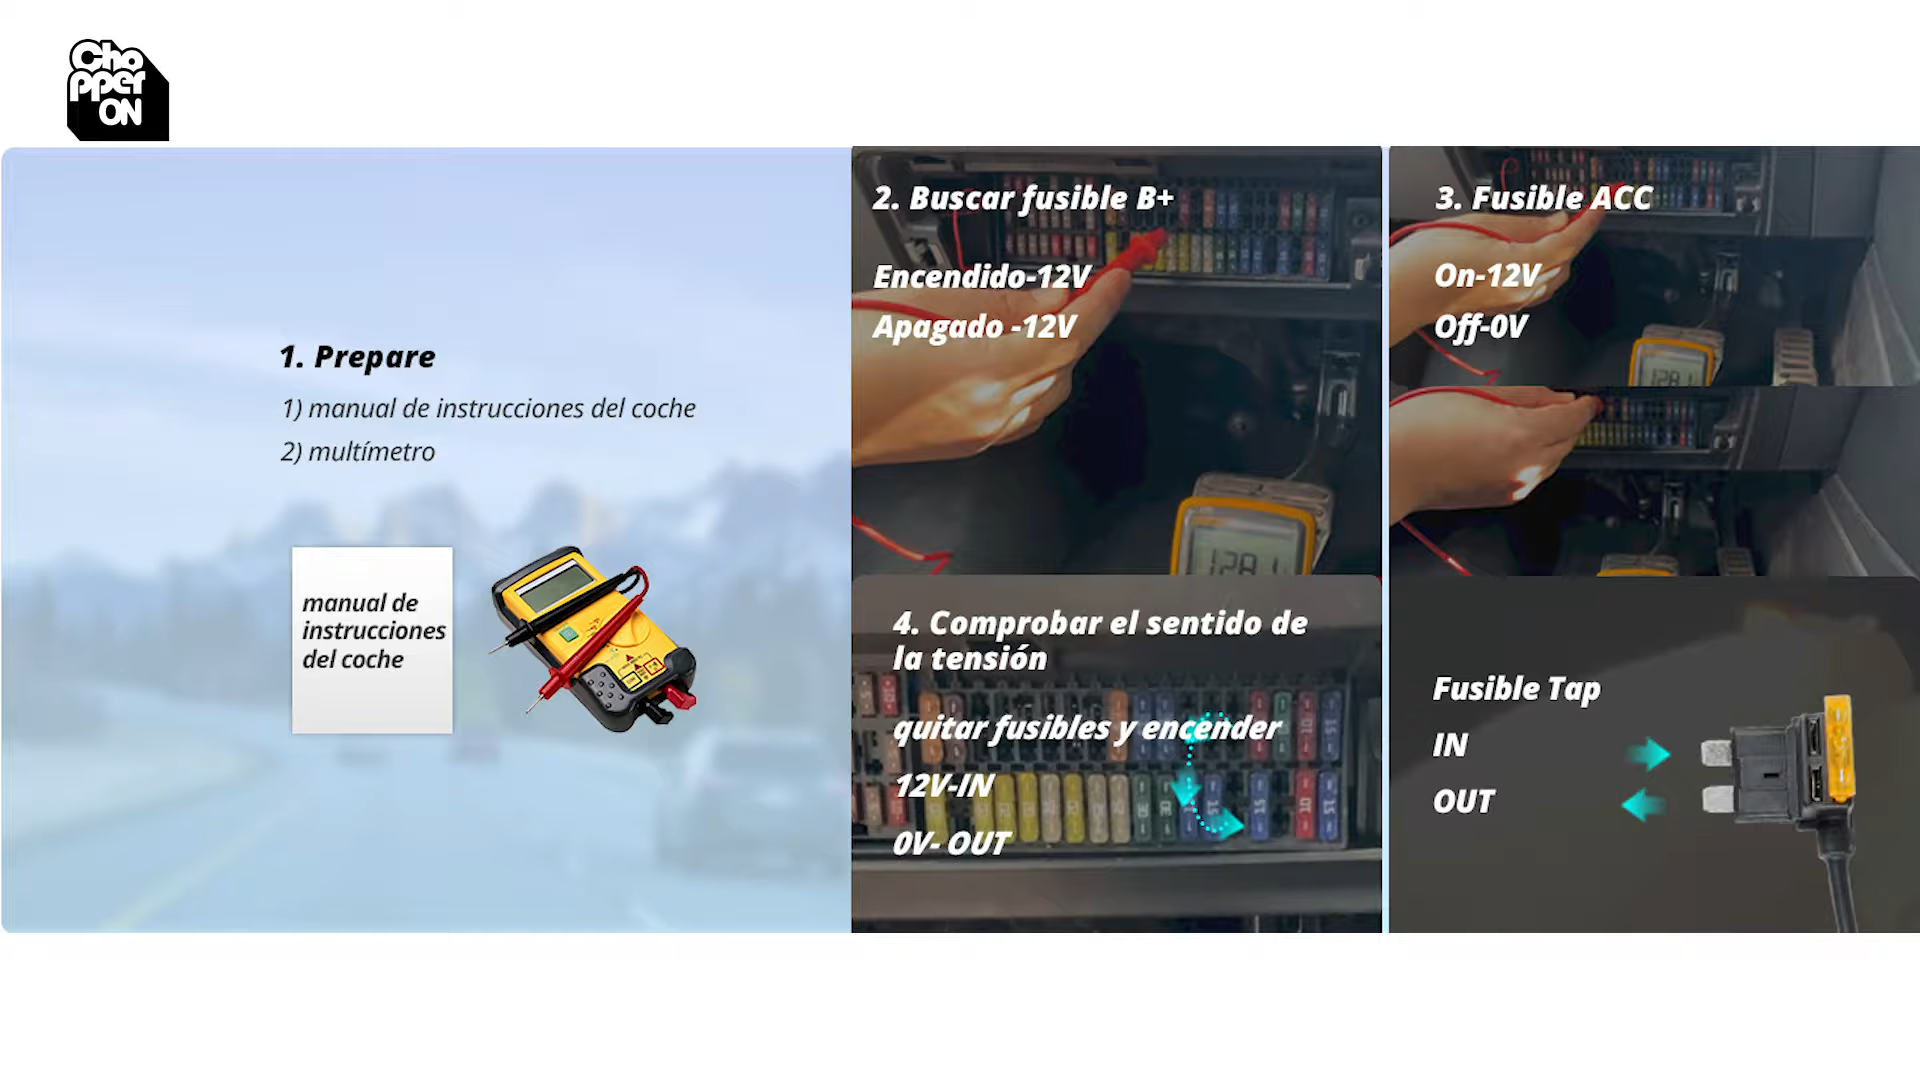 Cho
pper
ON
1. Prepare
1) manual de instrucciones del coche
2) multímetro
manual de
instrucciones
del coche
2. Buscar fusible B+
Encendido-12V
Apagado -12V
3. Fusible ACC
On-12V
Off-0V
4. Comprobar el sentido de
la tensión
quitar fusibles y encender
12V-IN
0V- OUT
Fusible Tap
IN
OUT